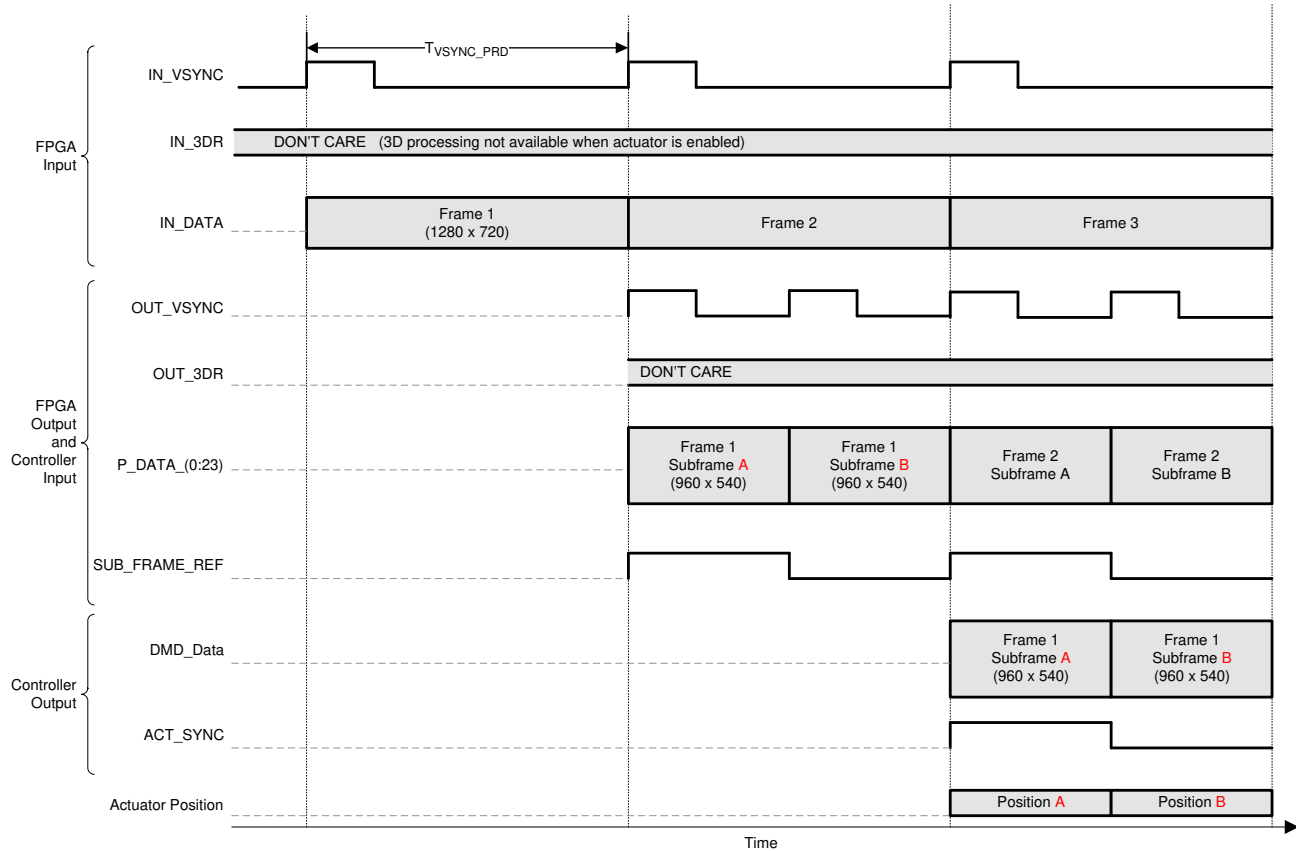 TVSYNC_PRD
IN_VSYNC
IN_3DR
DON'T CARE (3D processing not available when actuator is enabled)
FPGA
Input
IN_DATA
Frame 1
(1280 x 720)
Frame 2
Frame 3
OUT_VSYNC
OUT_3DR
DON'T CARE
FPGA
Output
and
Controller
Input
P_DATA_(0:23)
Frame 1
Subframe A
(960 x 540)
Frame 1
Subframe B
(960 x 540)
Frame 2
Subframe A
Frame 2
Subframe B
SUB_FRAME_REF
Controller
Output
DMD_Data
Frame 1
Subframe A
(960 x 540)
Frame 1
Subframe B
(960 x 540)
ACT_SYNC
Actuator Position
Position A
Position B
Time